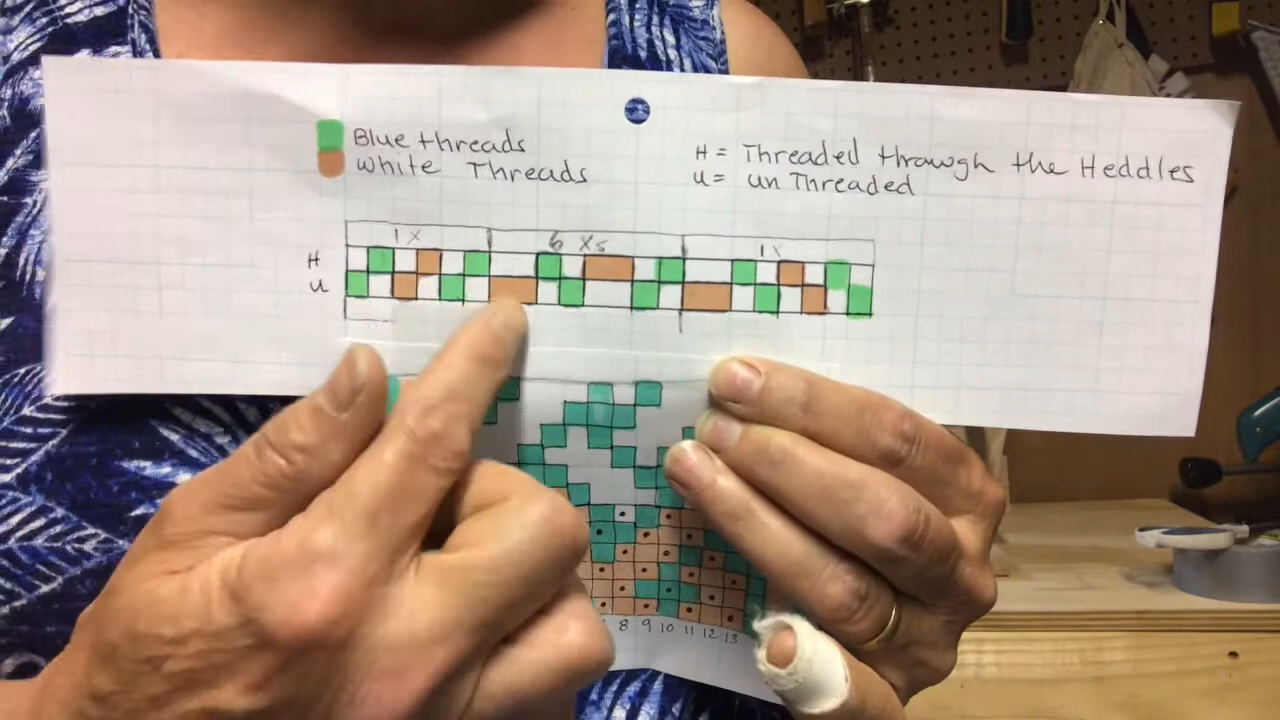 Blue threads
White Threads
H = Threaded through the Heddles
U = un Threaded
1 X 6 Xs 1X
H
U
8 9 10 11 12 13